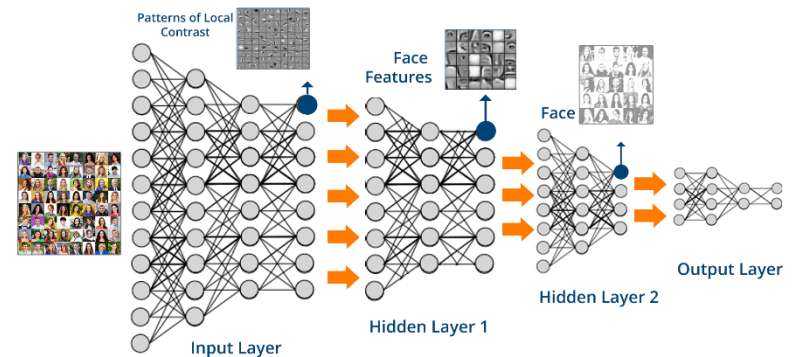 Patterns of Local
Contrast
Face
Features
Face
Input Layer
Hidden Layer 1
Hidden Layer 2
Output Layer